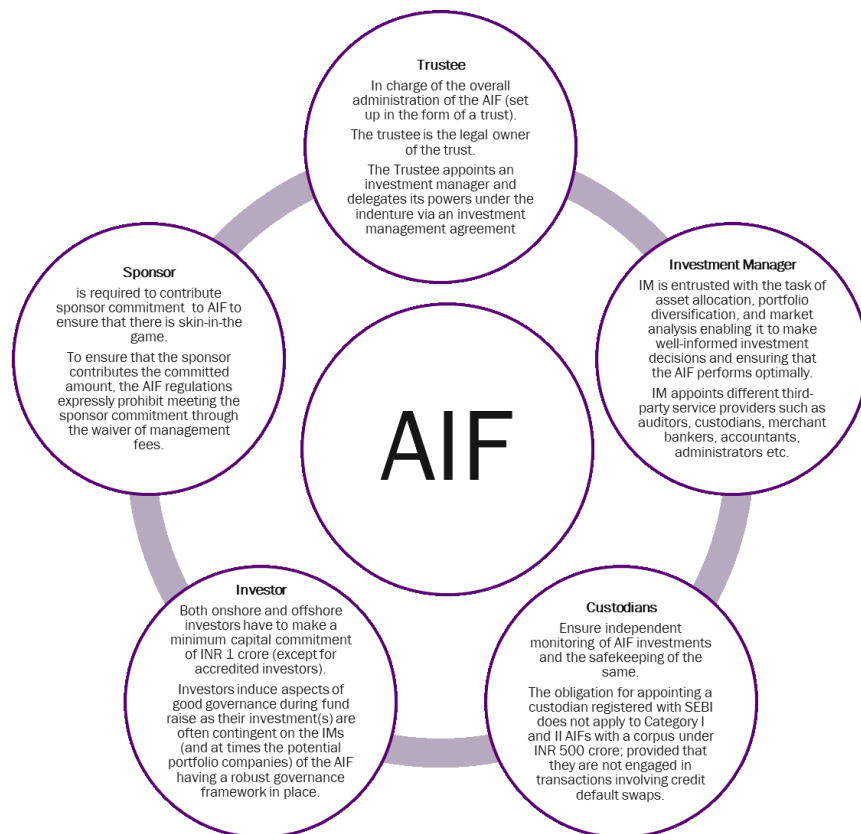 Trustee
In charge of the overall
administration of the AIF (set
up in the form of a trust).
The trustee is the legal owner
of the trust.
The Trustee appoints an
investment manager and
delegates its powers under the
indenture via an investment
management agreement
Sponsor
is required to contribute
sponsor commitment to AIF to
ensure that there is skin-in-the
game.
To ensure that the sponsor
contributes the committed
amount, the AIF regulations
expressly prohibit meeting the
sponsor commitment through
the waiver of management
fees.
Investment Manager
IM is entrusted with the task of
asset allocation, portfolio
diversification, and market
analysis enabling it to make
well-informed investment
decisions and ensuring that
the AIF performs optimally.
IM appoints different third-
party service providers such as
auditors, custodians, merchant
bankers, accountants,
administrators etc.
AIF
Investor
Both onshore and offshore
investors have to make a
minimum capital commitment
of INR 1 crore (except for
accredited investors).
Investors induce aspects of
good governance during fund
raise as their investment(s) are
often contingent on the IMs
(and at times the potential
portfolio companies) of the AIF
having a robust governance
framework in place.
Custodians
Ensure independent
monitoring of AIF investments
and the safekeeping of the
same.
The obligation for appointing a
custodian registered with SEBI
does not apply to Category I
and II AIFs with a corpus under
INR 500 crore; provided that
they are not engaged in
transactions involving credit
default swaps.